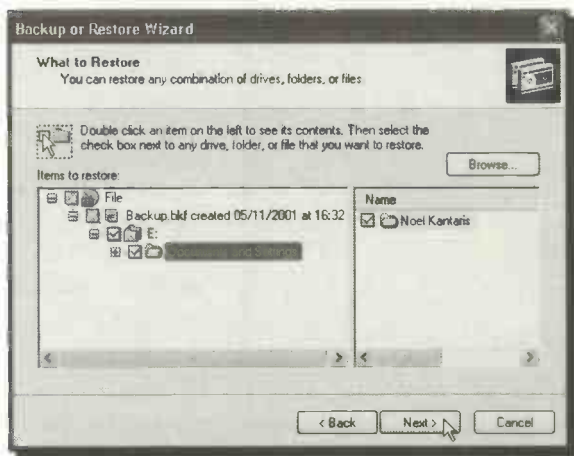 Backup or Restore Wizard
What to Restore
You can restore any combination of drives, folders, or files
Double click an item on the left to see its contents. Then select the
check box next to any drive, folder, or file that you want to restore.
Browse...
Items to restore:
File
Backup.bkf created 05/11/2001 at 16:32
E:
Documents and Settings
Name
Noel Kantaris
< Back
Next >
Cancel